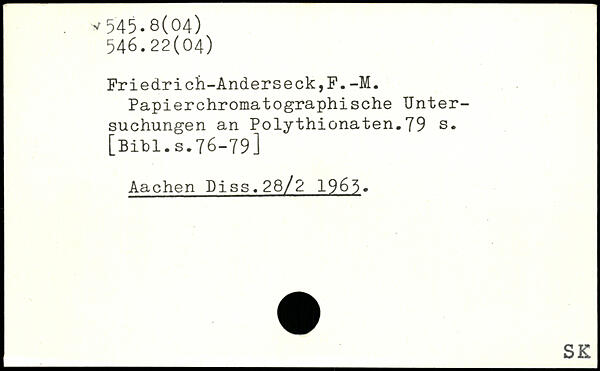 ✓545.8(04)
546.22(04)
Friedrich-Anderseck,F.-M.
Papierchromatographische Unter-
suchungen an Polythionaten.79 s.
[Bibl.s.76-79]
Aachen Diss.28/2 1963.
SK